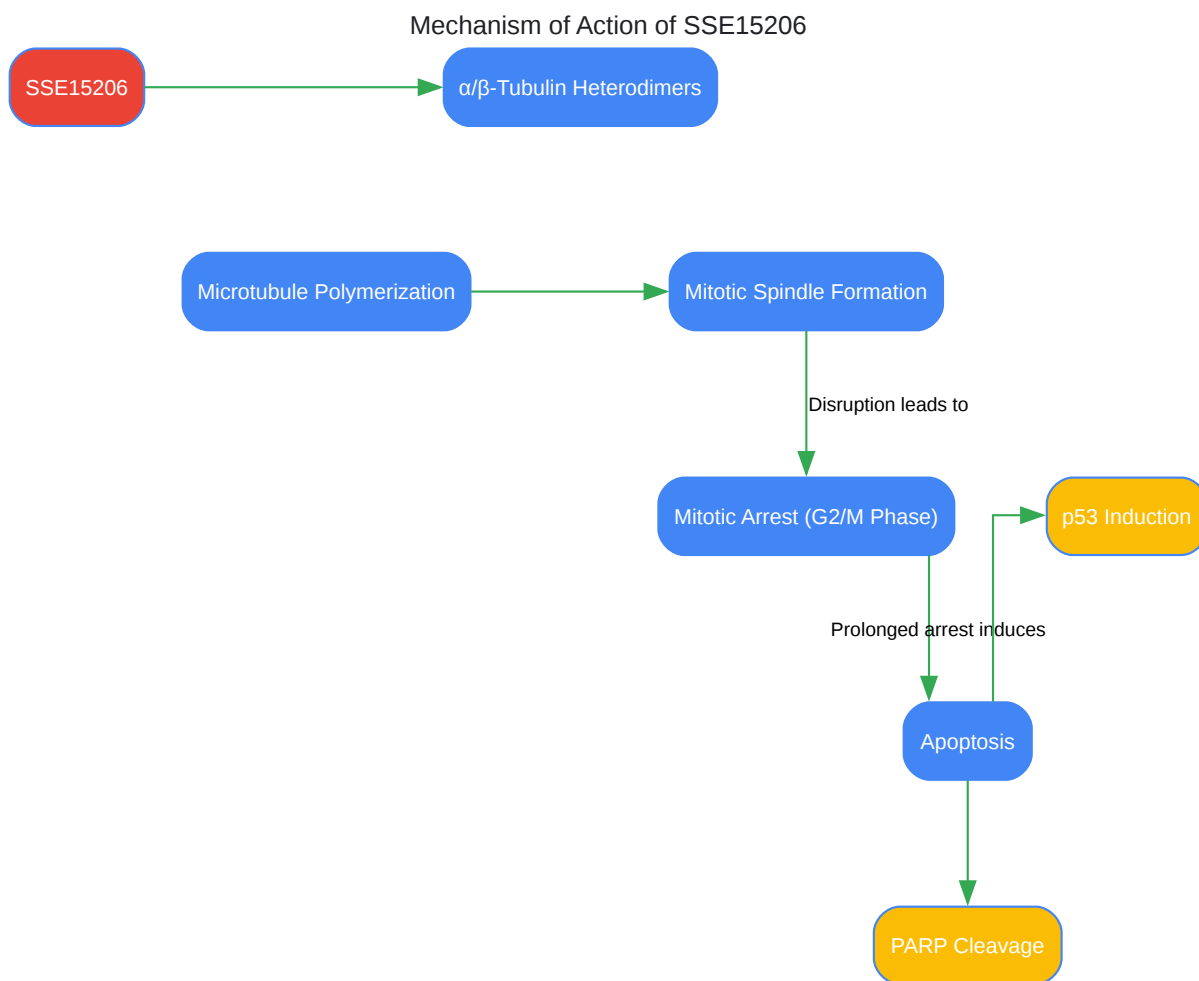 Mechanism of Action of SSE15206
SSE15206
α/β-Tubulin Heterodimers
Microtubule Polymerization
Mitotic Spindle Formation
Disruption leads to
Mitotic Arrest (G2/M Phase)
p53 Induction
Prolonged arrest induces
Apoptosis
PARP Cleavage